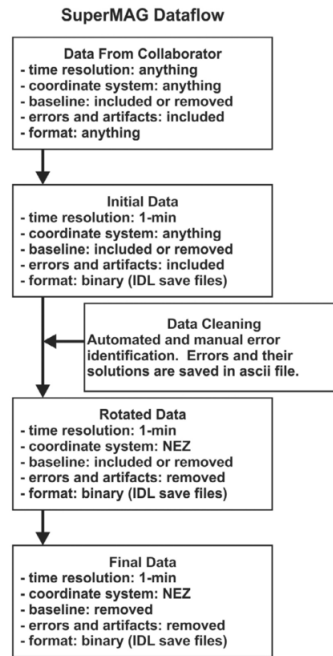 SuperMAG Dataflow
Data From Collaborator
- time resolution: anything
- coordinate system: anything
- baseline: included or removed
- errors and artifacts: included
- format: anything
Initial Data
- time resolution: 1-min
- coordinate system: anything
- baseline: included or removed
- errors and artifacts: included
- format: binary (IDL save files)
Data Cleaning
Automated and manual error
identification. Errors and their
solutions are saved in ascii file.
Rotated Data
- time resolution: 1-min
- coordinate system: NEZ
- baseline: included or removed
- errors and artifacts: removed
- format: binary (IDL save files)
Final Data
- time resolution: 1-min
- coordinate system: NEZ
- baseline: removed
- errors and artifacts: removed
- format: binary (IDL save files)